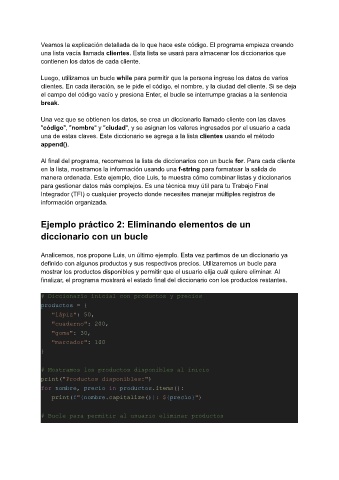 Veamos la explicación detallada de lo que hace este código. El programa empieza creando
una lista vacía llamada clientes. Esta lista se usará para almacenar los diccionarios que
contienen los datos de cada cliente.
Luego, utilizamos un bucle while para permitir que la persona ingrese los datos de varios
clientes. En cada iteración, se le pide el código, el nombre, y la ciudad del cliente. Si se deja
el campo del código vacío y presiona Enter, el bucle se interrumpe gracias a la sentencia
break.
Una vez que se obtienen los datos, se crea un diccionario llamado cliente con las claves
"código", "nombre" y "ciudad", y se asignan los valores ingresados por el usuario a cada
una de estas claves. Este diccionario se agrega a la lista clientes usando el método
append().
Al final del programa, recorremos la lista de diccionarios con un bucle for. Para cada cliente
en la lista, mostramos la información usando una f-string para formatear la salida de
manera ordenada. Este ejemplo, dice Luis, te muestra cómo combinar listas y diccionarios
para gestionar datos más complejos. Es una técnica muy útil para tu Trabajo Final
Integrador (TFI) o cualquier proyecto donde necesites manejar múltiples registros de
información organizada.
Ejemplo práctico 2: Eliminando elementos de un
diccionario con un bucle
Analicemos, nos propone Luis, un último ejemplo. Esta vez partimos de un diccionario ya
definido con algunos productos y sus respectivos precios. Utilizaremos un bucle para
mostrar los productos disponibles y permitir que el usuario elija cuál quiere eliminar. Al
finalizar, el programa mostrará el estado final del diccionario con los productos restantes.
# Diccionario inicial con productos y precios
productos = {
"lápiz": 50,
"cuaderno": 200,
"goma": 30,
"marcador": 100
}
# Mostramos los productos disponibles al inicio
print("Productos disponibles:")
for nombre, precio in productos.items():
print(f"{nombre.capitalize()}: ${precio}")
# Bucle para permitir al usuario eliminar productos